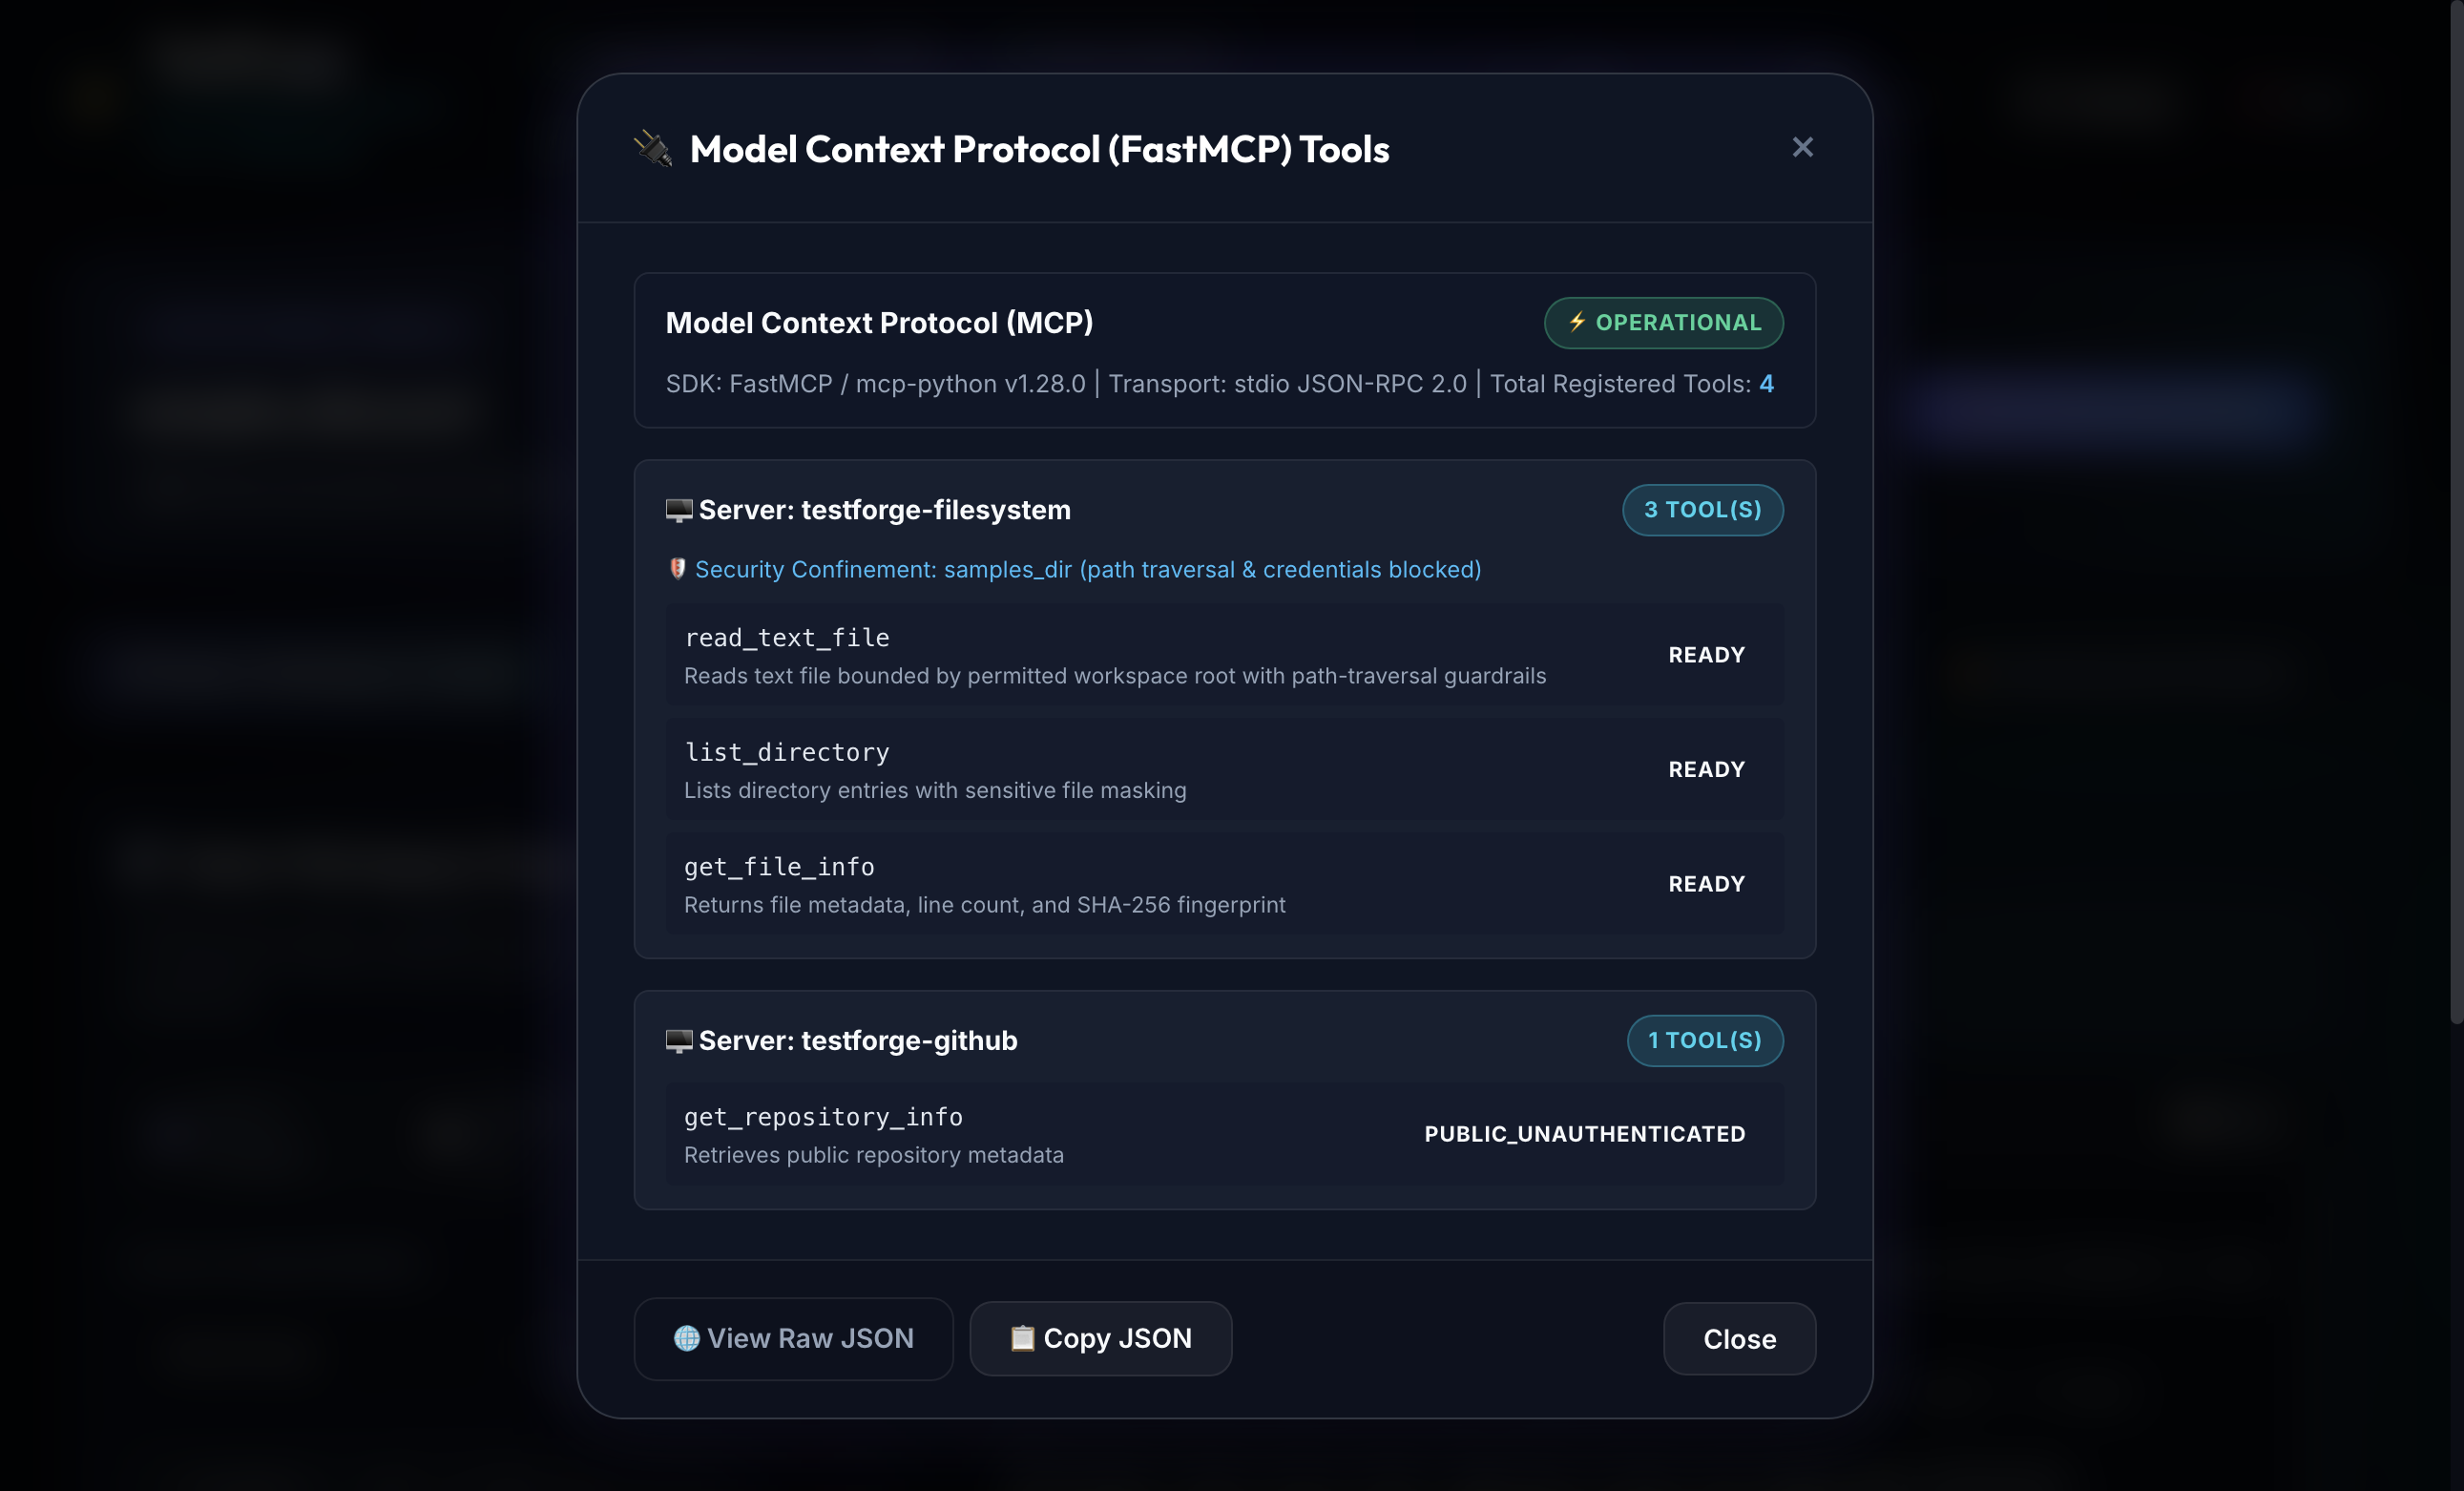 Model Context Protocol (FastMCP) Tools
Model Context Protocol (MCP)
⚡ OPERATIONAL
SDK: FastMCP / mcp-python v1.28.0 | Transport: stdio JSON-RPC 2.0 | Total Registered Tools: 4
Server: testforge-filesystem
3 TOOL(S)
Security Confinement: samples_dir (path traversal & credentials blocked)
read_text_file
Reads text file bounded by permitted workspace root with path-traversal guardrails
READY
list_directory
Lists directory entries with sensitive file masking
READY
get_file_info
Returns file metadata, line count, and SHA-256 fingerprint
READY
Server: testforge-github
1 TOOL(S)
get_repository_info
Retrieves public repository metadata
PUBLIC_UNAUTHENTICATED
View Raw JSON
Copy JSON
Close